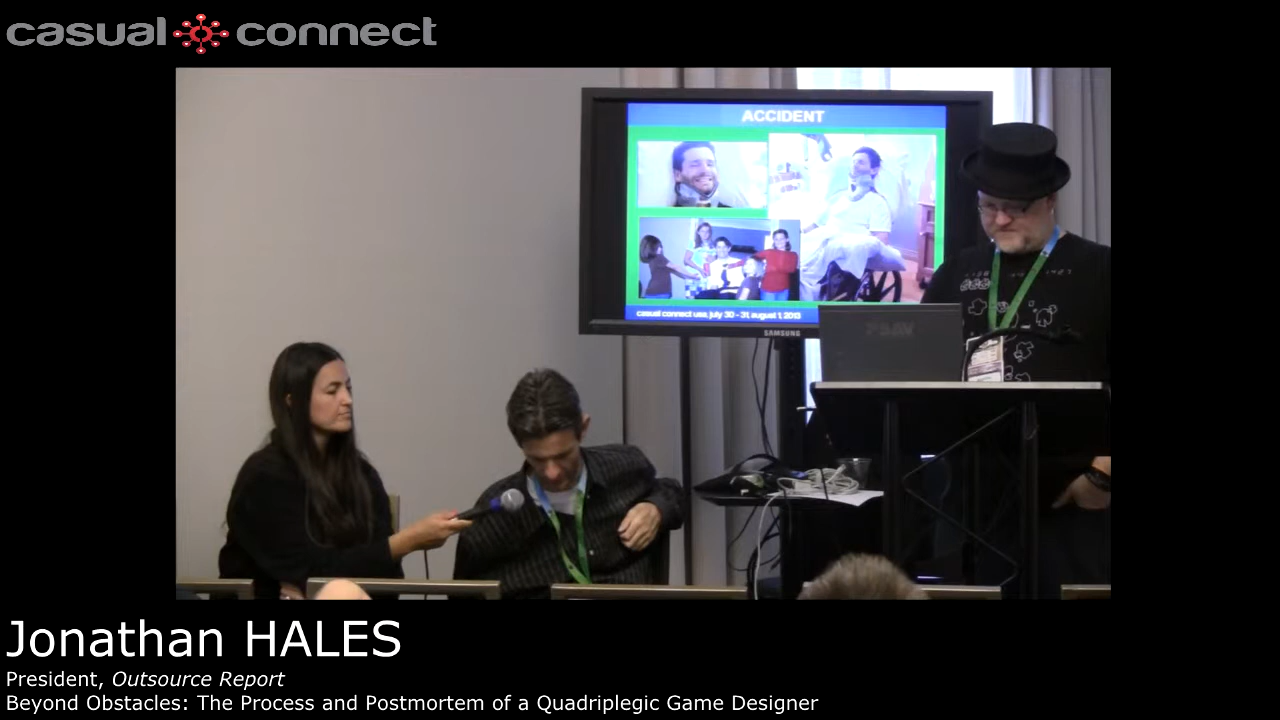 casual connect
ACCIDENT
casual connect usa, july 30 - 31, august 1, 2013
SAMSUNG
Jonathan HALES
President, Outsource Report
Beyond Obstacles: The Process and Postmortem of a Quadriplegic Game Designer